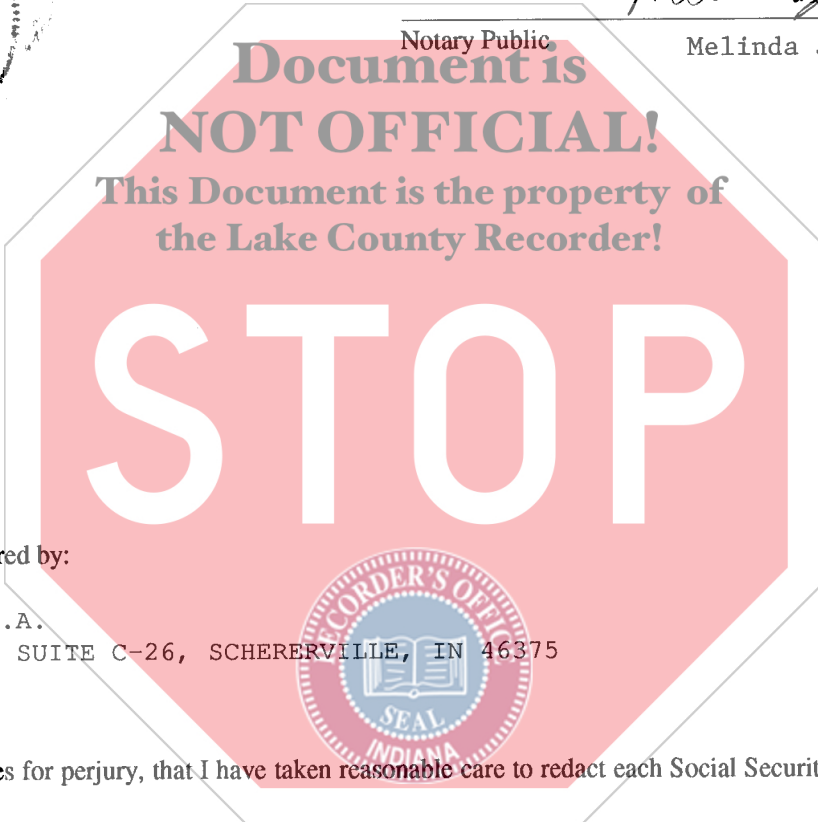 Notary Public
Melinda
Document is
NOT OFFICIAL!
This Document is the property of
the Lake County Recorder!
STOP
red by:
.A.
SUITE C-26, SCHERERVILLE, IN 46375
RECORDER'S OFFICE
SEAL
INDIANA
es for perjury, that I have taken reasonable care to redact each Social Securit